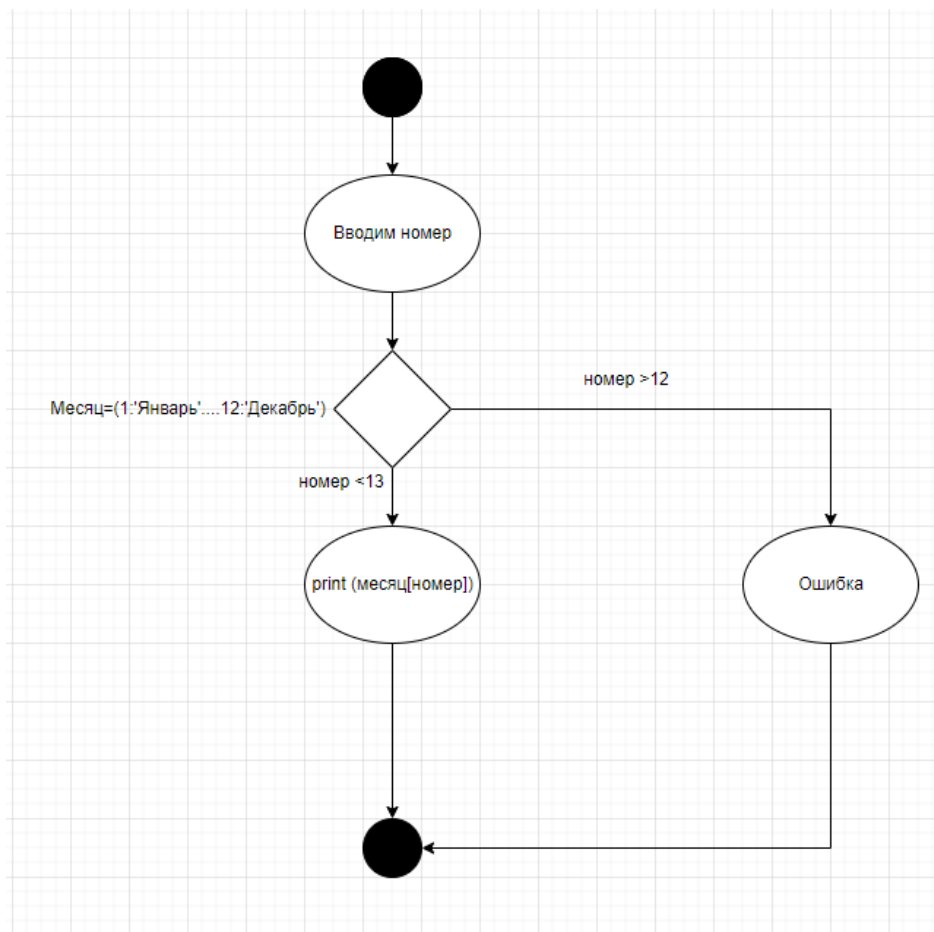 Вводим номер
номер >12
Месяц=(1:'Январь'....12:'Декабрь')
номер <13
print (месяц[номер])
Ошибка